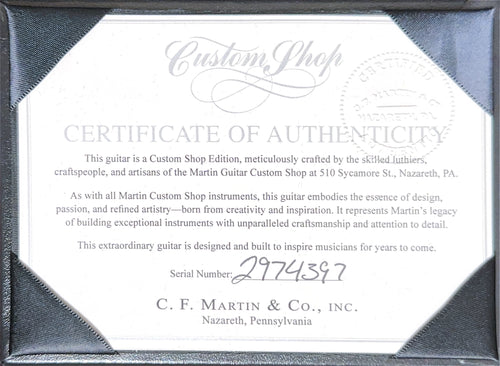 Custom Shop
CERTIFICATE OF AUTHENTICITY
This guitar is a Custom Shop Edition, meticulously crafted by the skilled luthiers,
craftspeople, and artisans of the Martin Guitar Custom Shop at 510 Sycamore St., Nazareth, PA.
As with all Martin Custom Shop instruments, this guitar embodies the essence of design,
passion, and refined artistry—born from creativity and inspiration. It represents Martin's legacy
of building exceptional instruments with unparalleled craftsmanship and attention to detail.
This extraordinary guitar is designed and built to inspire musicians for years to come.
Serial Number: 2974397
C. F. MARTIN & CO., INC.
Nazareth, Pennsylvania
CERTIFIED
NAZARETH, PA.